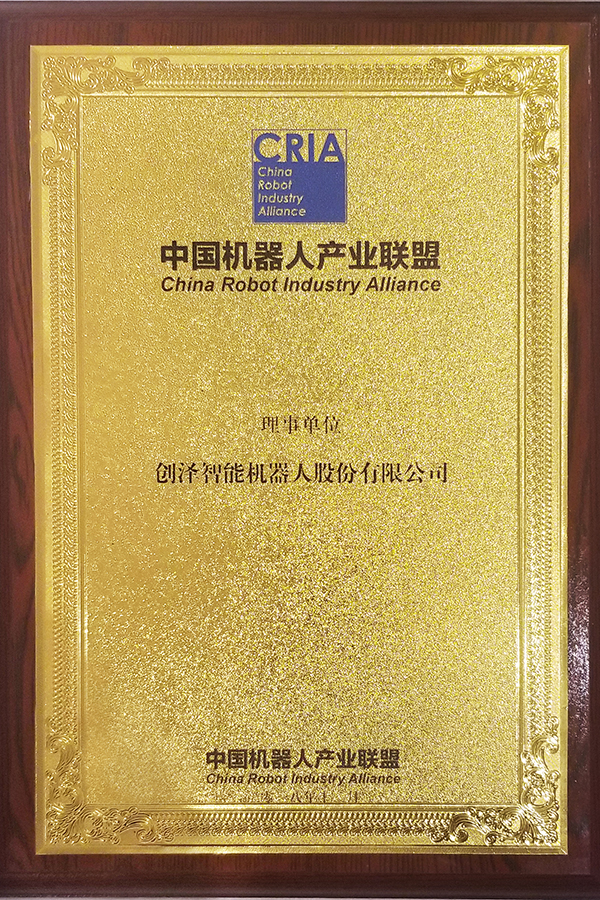 CRIA
China
Robot
Industry
Alliance
中国机器人产业联盟
China Robot Industry Alliance
理事单位
创泽智能机器人股份有限公司
中国机器人产业联盟
China Robot Industry Alliance